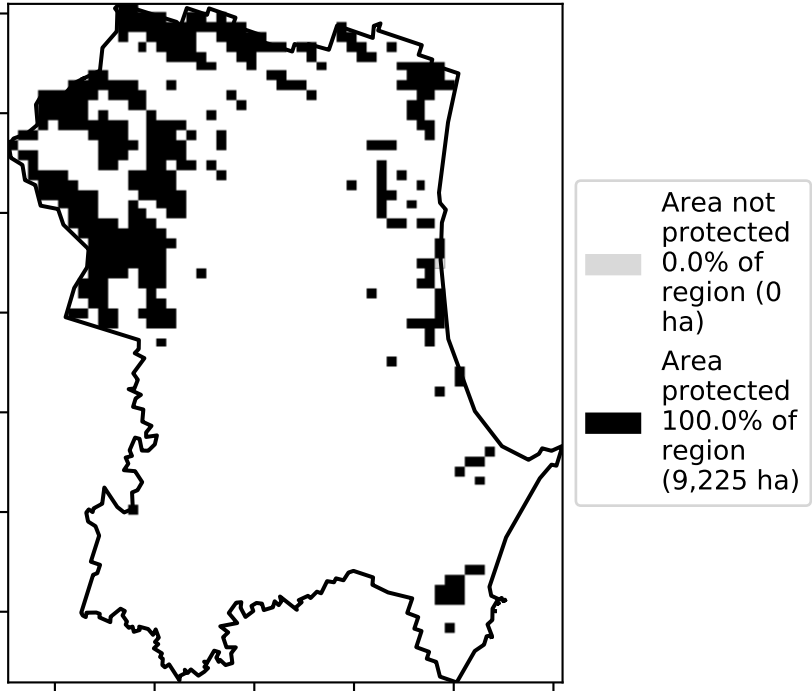 Area not
protected
0.0% of
region (0
ha)
Area
protected
100.0% of
region
(9,225 ha)